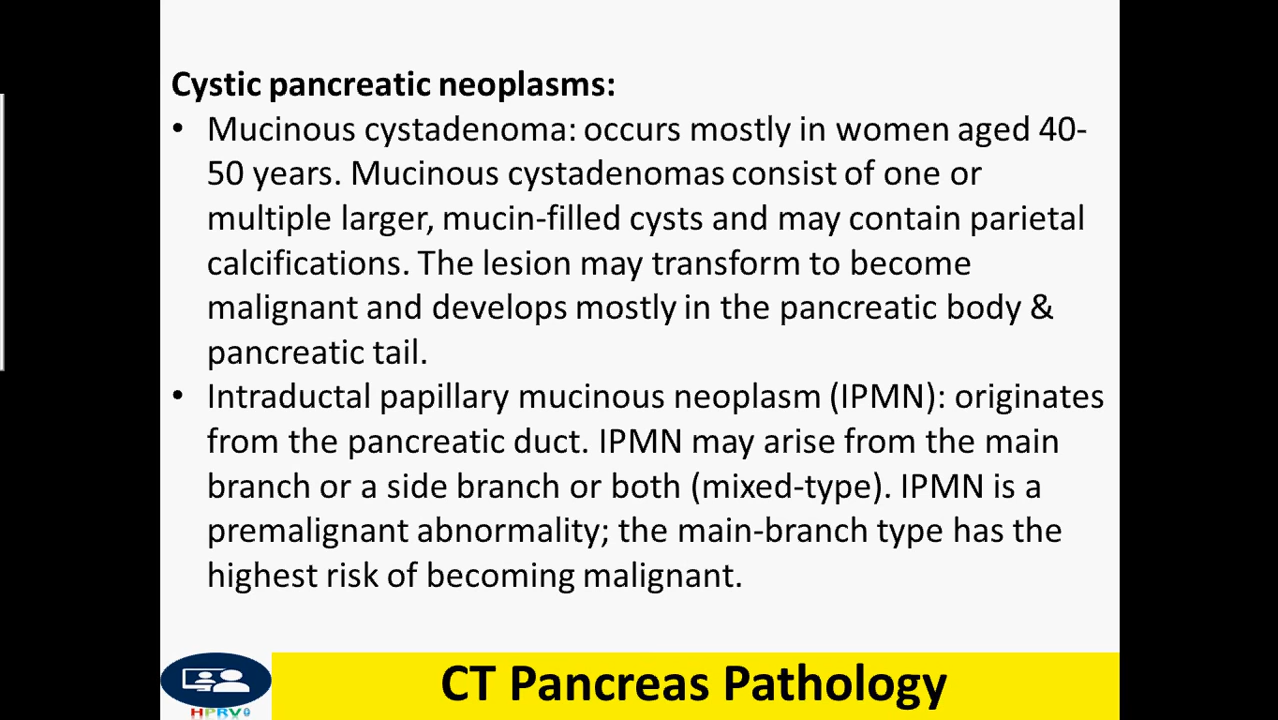 Cystic pancreatic neoplasms:
• Mucinous cystadenoma: occurs mostly in women aged 40-
50 years. Mucinous cystadenomas consist of one or
multiple larger, mucin-filled cysts and may contain parietal
calcifications. The lesion may transform to become
malignant and develops mostly in the pancreatic body &
pancreatic tail.
• Intraductal papillary mucinous neoplasm (IPMN): originates
from the pancreatic duct. IPMN may arise from the main
branch or a side branch or both (mixed-type). IPMN is a
premalignant abnormality; the main-branch type has the
highest risk of becoming malignant.
CT Pancreas Pathology